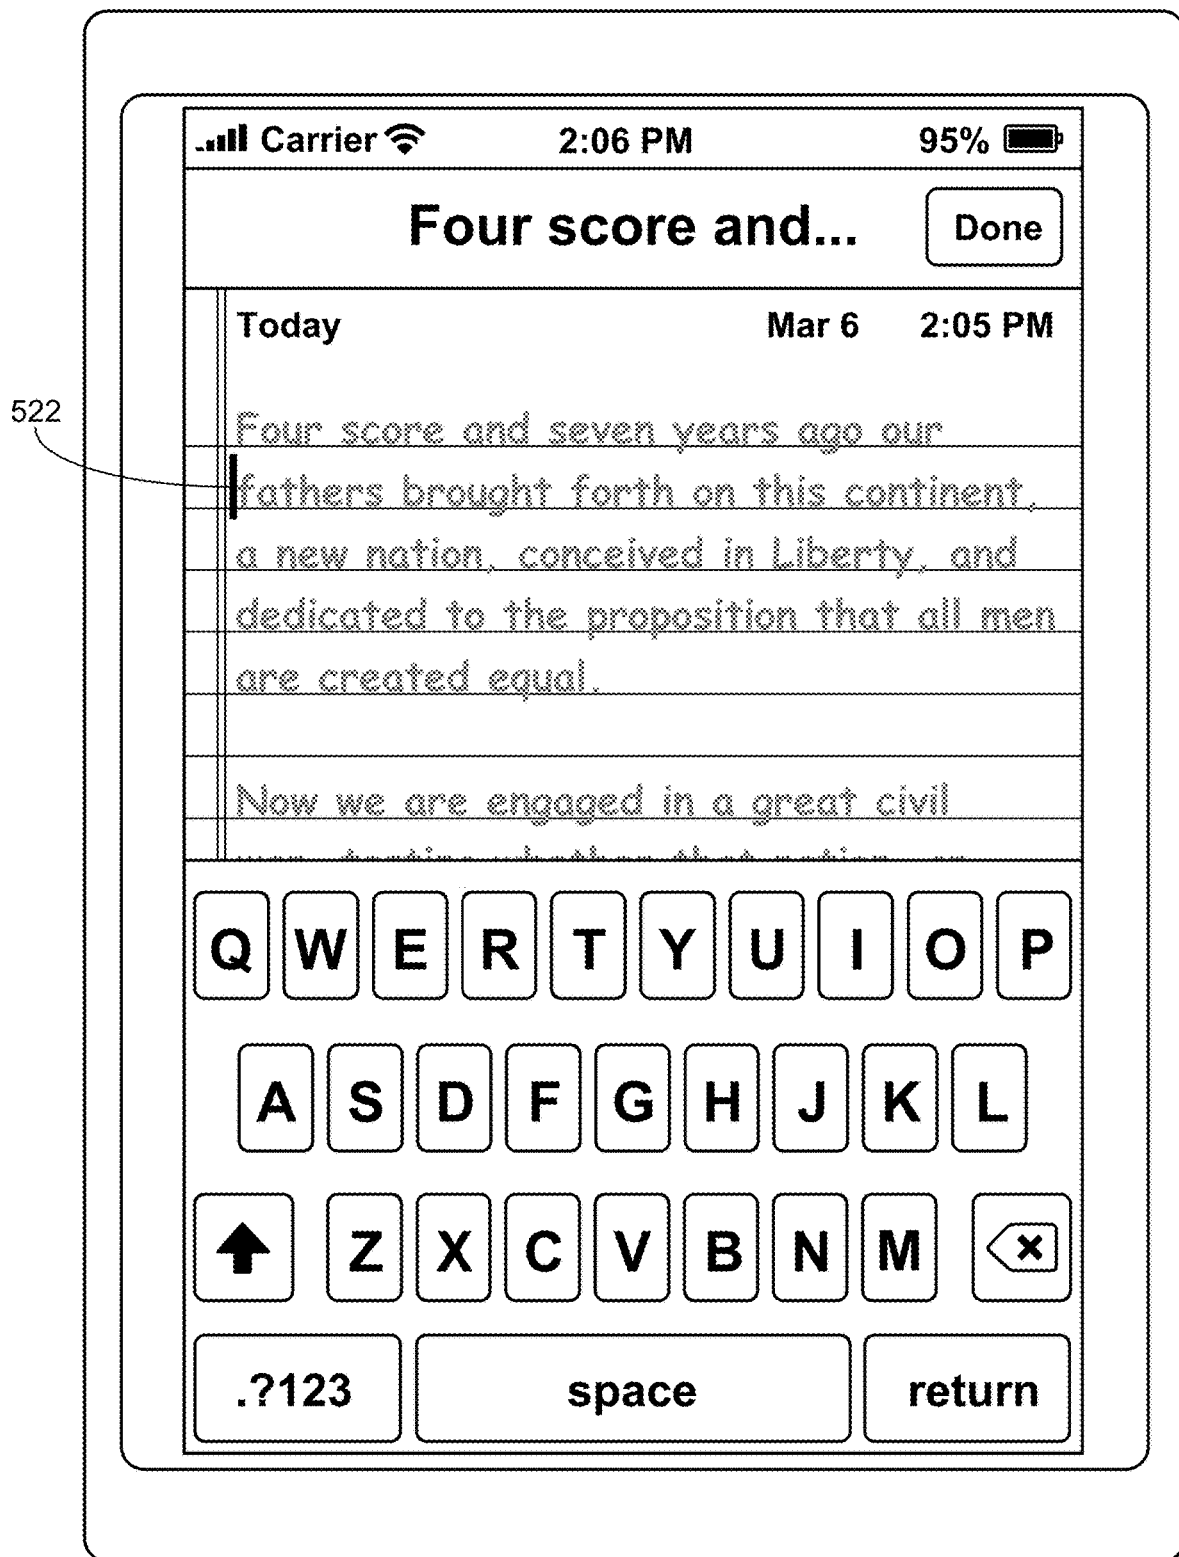 Carrier 2:06 PM 95%
Four score and... Done
Today Mar 6 2:05 PM
522
Four score and seven years ago our
fathers brought forth on this continent,
a new nation, conceived in Liberty, and
dedicated to the proposition that all men
are created equal.
Now we are engaged in a great civil
Q W E R T Y U I O P
A S D F G H J K L
Z X C V B N M
.?123 space return